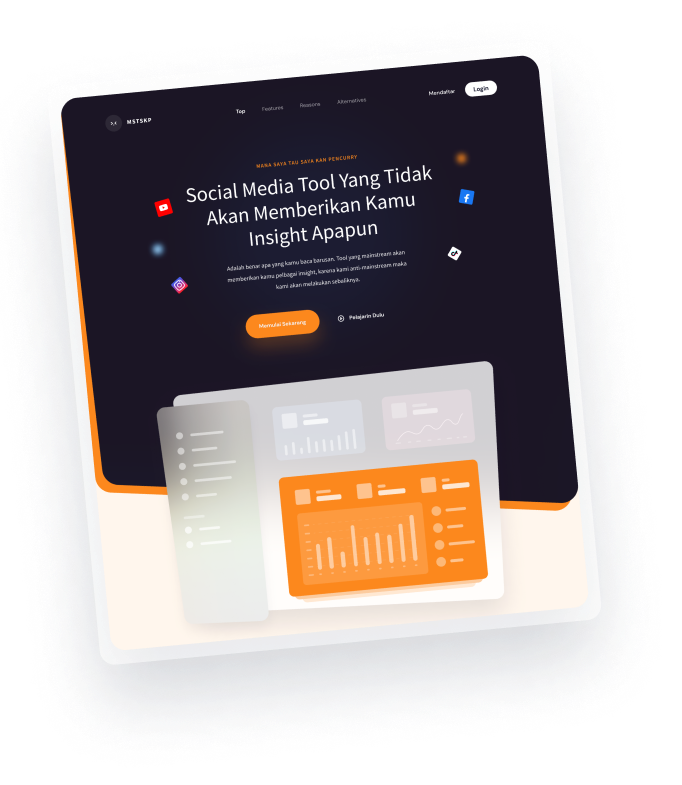 MSTSKP
Top Features Reasons Alternatives
Mendaftar Login
MANA SAYA TAU SAYA KAN PENCURRY
Social Media Tool Yang Tidak
Akan Memberikan Kamu
Insight Apapun
Adalah benar apa yang kamu baca barusan. Tool yang mainstream akan
memberikan kamu pelbagai insight, karena kami anti-mainstream maka
kami akan melakukan sebaliknya.
Memulai Sekarang
Pelajarin Dulu